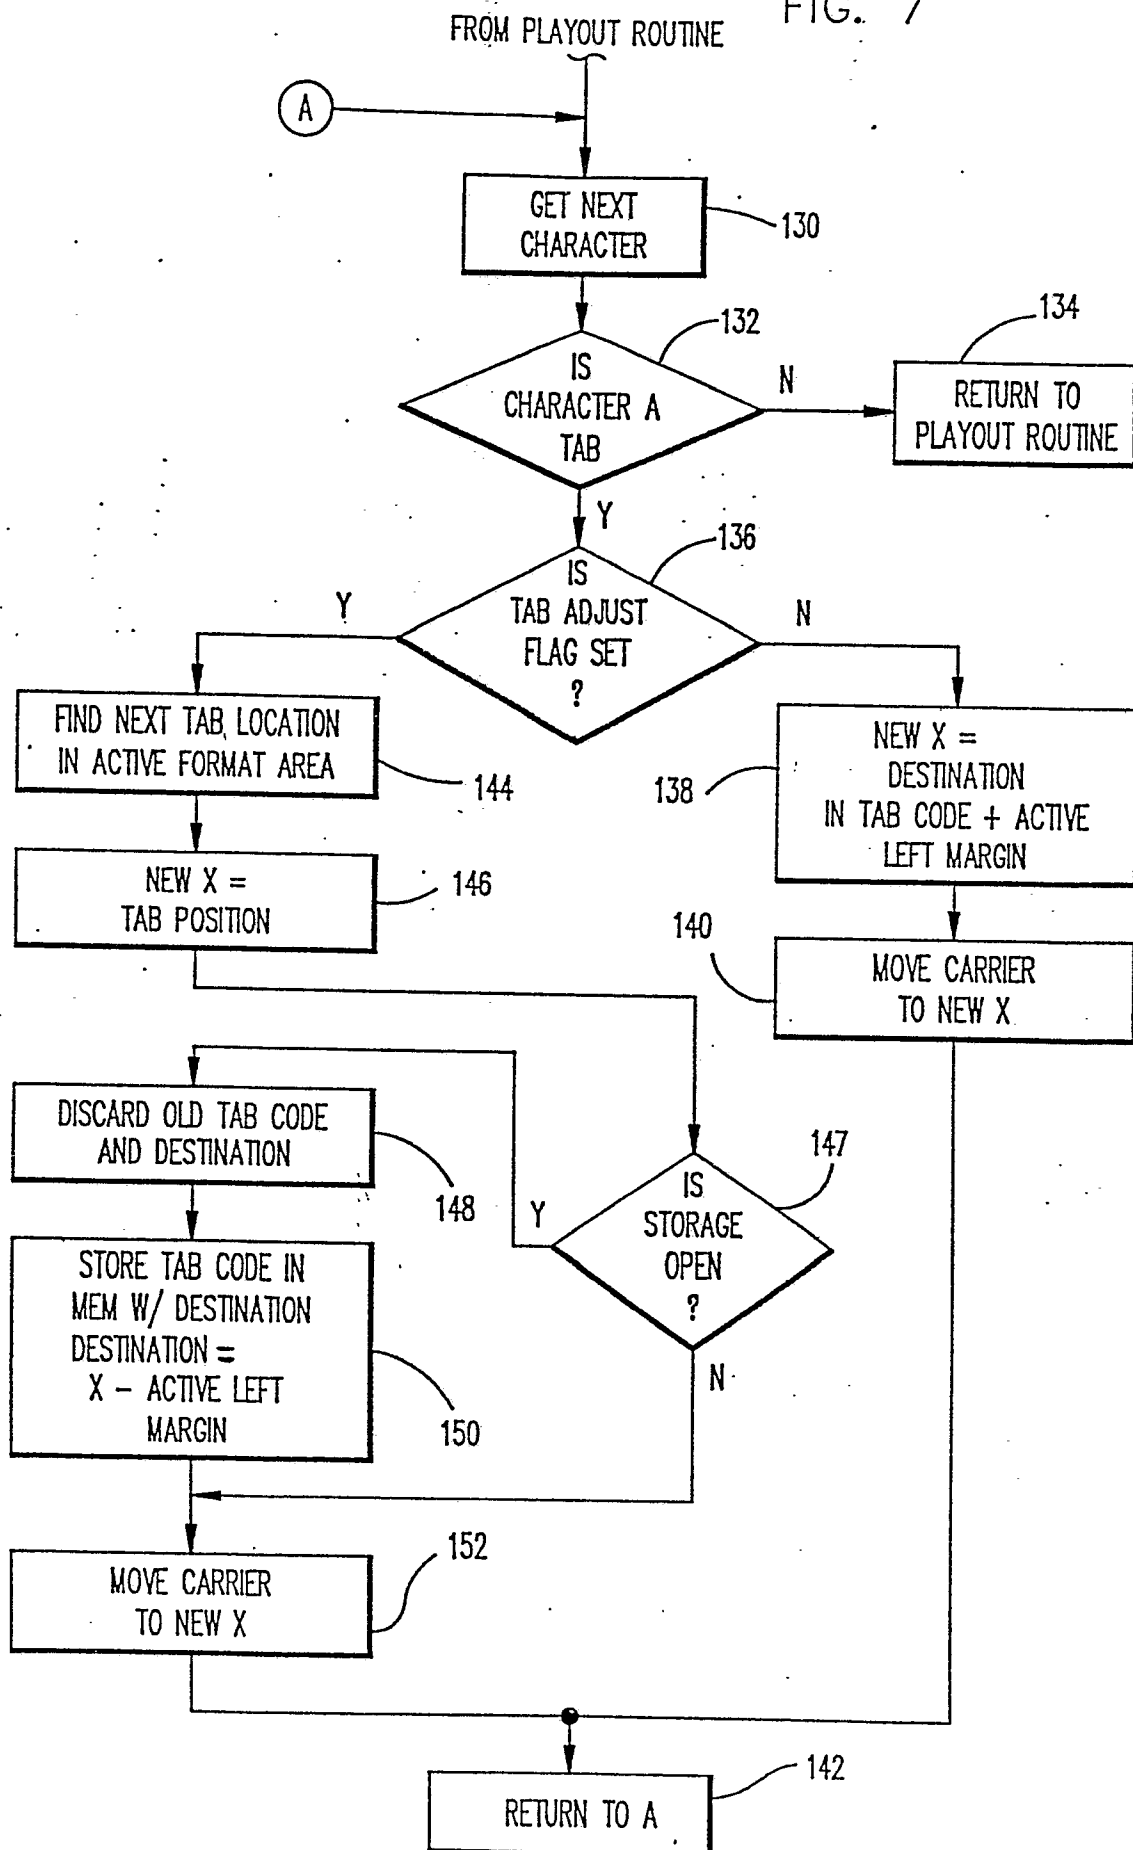 FIG. 7
FROM PLAYOUT ROUTINE
A
GET NEXT
CHARACTER
130
132
IS
CHARACTER A
TAB
N
134
RETURN TO
PLAYOUT ROUTINE
Y
136
IS
TAB ADJUST
FLAG SET
?
Y
N
FIND NEXT TAB LOCATION
IN ACTIVE FORMAT AREA
144
NEW X =
DESTINATION
IN TAB CODE + ACTIVE
LEFT MARGIN
138
NEW X =
TAB POSITION
146
140
MOVE CARRIER
TO NEW X
DISCARD OLD TAB CODE
AND DESTINATION
148
147
IS
STORAGE
OPEN
?
Y
N
STORE TAB CODE IN
MEM W/ DESTINATION
DESTINATION =
X - ACTIVE LEFT
MARGIN
150
152
MOVE CARRIER
TO NEW X
142
RETURN TO A